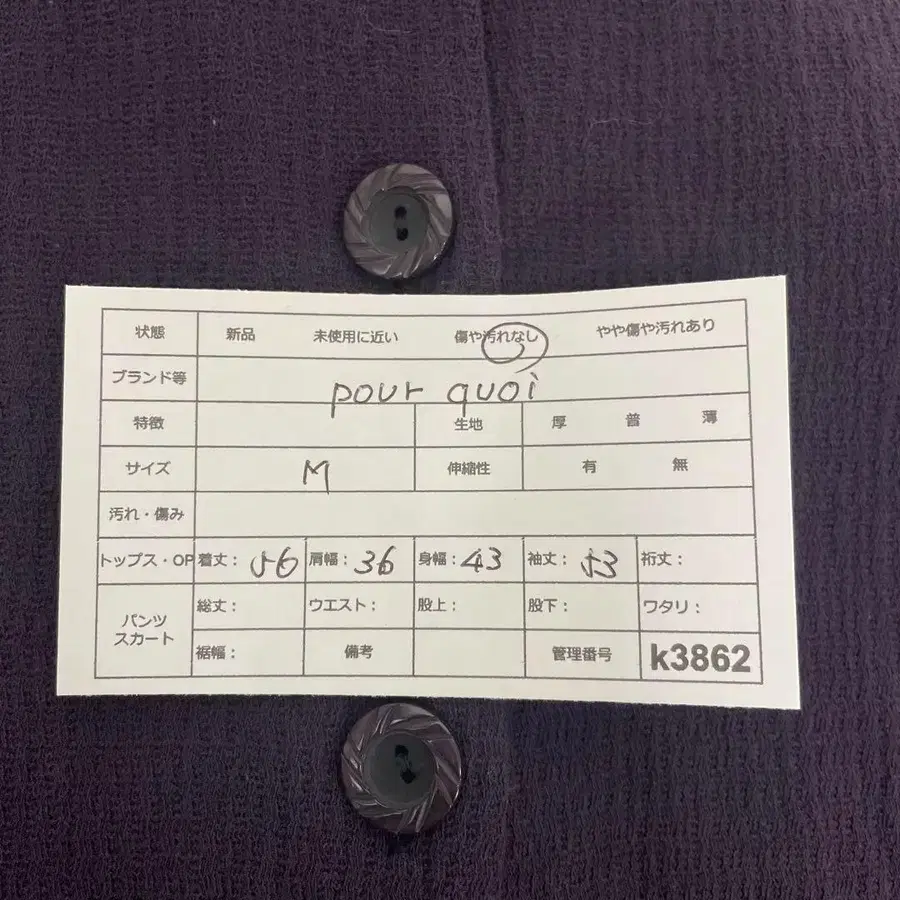 状態 新品 未使用に近い 傷や汚れなし やや傷や汚れあり
ブランド等 pour quoi
特徴 生地 厚 普 薄
サイズ M 伸縮性 有 無
汚れ・傷み
トップス・OP 着丈: 56 肩幅: 36 身幅: 43 袖丈: 53 裄丈:
パンツ スカート 総丈: ウエスト: 股上: 股下: ワタリ:
裾幅: 備考 管理番号 k3862